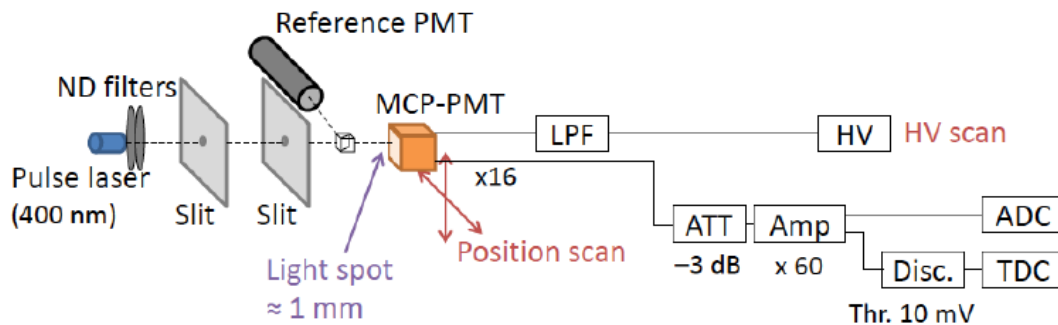 Reference PMT
ND filters
MCP-PMT
LPF
HV
HV scan
Pulse laser
(400 nm)
Slit
Slit
x16
Light spot
≈ 1 mm
Position scan
ATT
Amp
ADC
–3 dB
x 60
Disc.
TDC
Thr. 10 mV